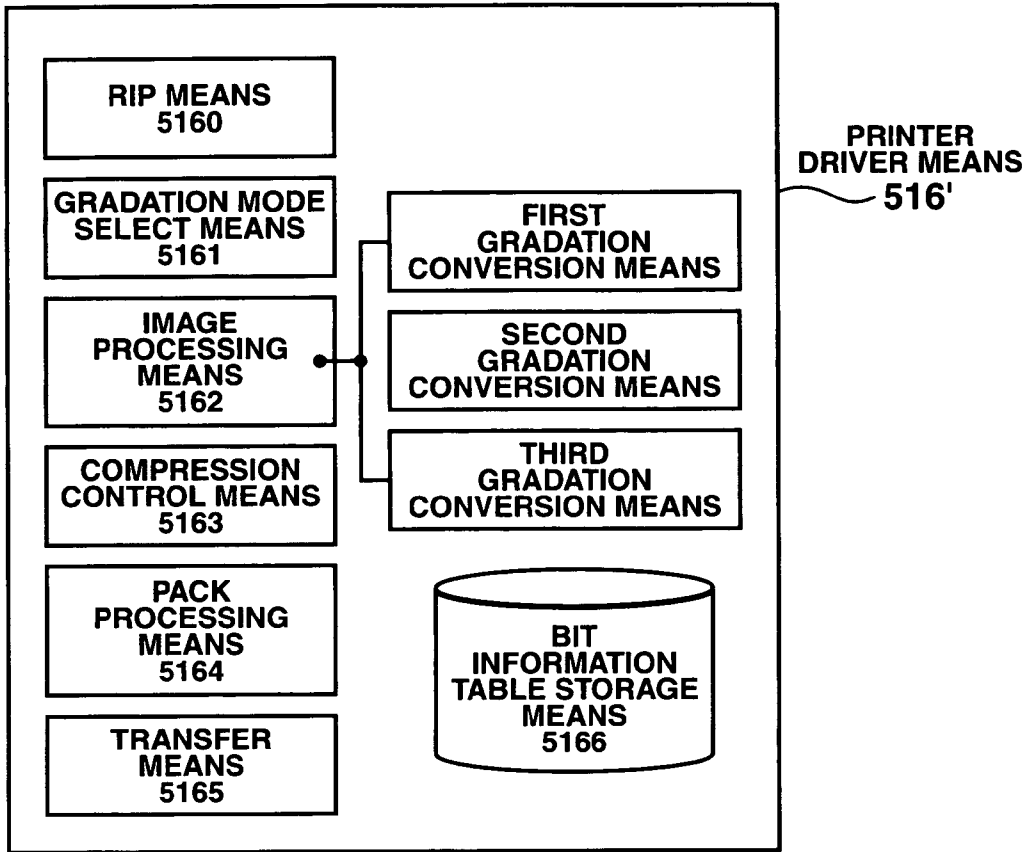 RIP MEANS
5160
GRADATION MODE
SELECT MEANS
5161
IMAGE
PROCESSING
MEANS
5162
COMPRESSION
CONTROL MEANS
5163
PACK
PROCESSING
MEANS
5164
TRANSFER
MEANS
5165
FIRST
GRADATION
CONVERSION MEANS
SECOND
GRADATION
CONVERSION MEANS
THIRD
GRADATION
CONVERSION MEANS
BIT
INFORMATION
TABLE STORAGE
MEANS
5166
PRINTER
DRIVER MEANS
516'